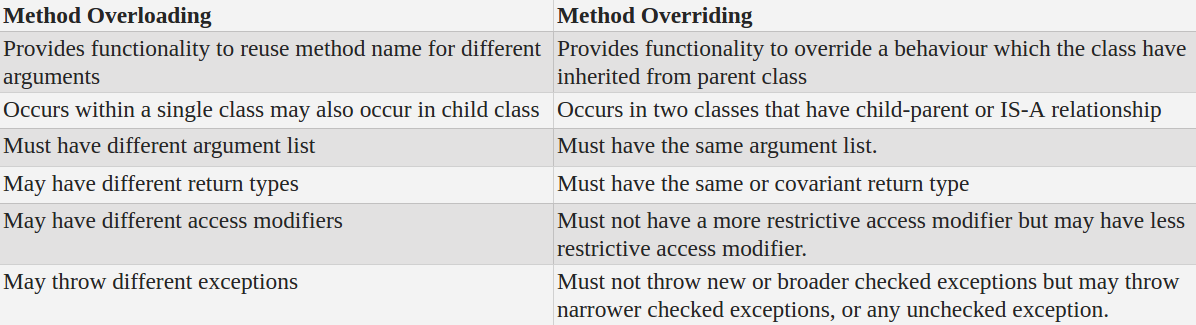 Method Overloading
Method Overriding
Provides functionality to reuse method name for different
arguments
Provides functionality to override a behaviour which the class have
inherited from parent class
Occurs within a single class may also occur in child class
Occurs in two classes that have child-parent or IS-A relationship
Must have different argument list
Must have the same argument list.
May have different return types
Must have the same or covariant return type
May have different access modifiers
Must not have a more restrictive access modifier but may have less
restrictive access modifier.
May throw different exceptions
Must not throw new or broader checked exceptions but may throw
narrower checked exceptions, or any unchecked exception.